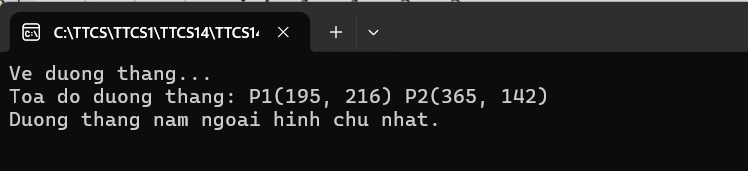 C:\TTCS\TTCS1\TTCS14\TTCS14
Ve duong thang...
Toa do duong thang: P1(195, 216) P2(365, 142)
Duong thang nam ngoai hinh chu nhat.